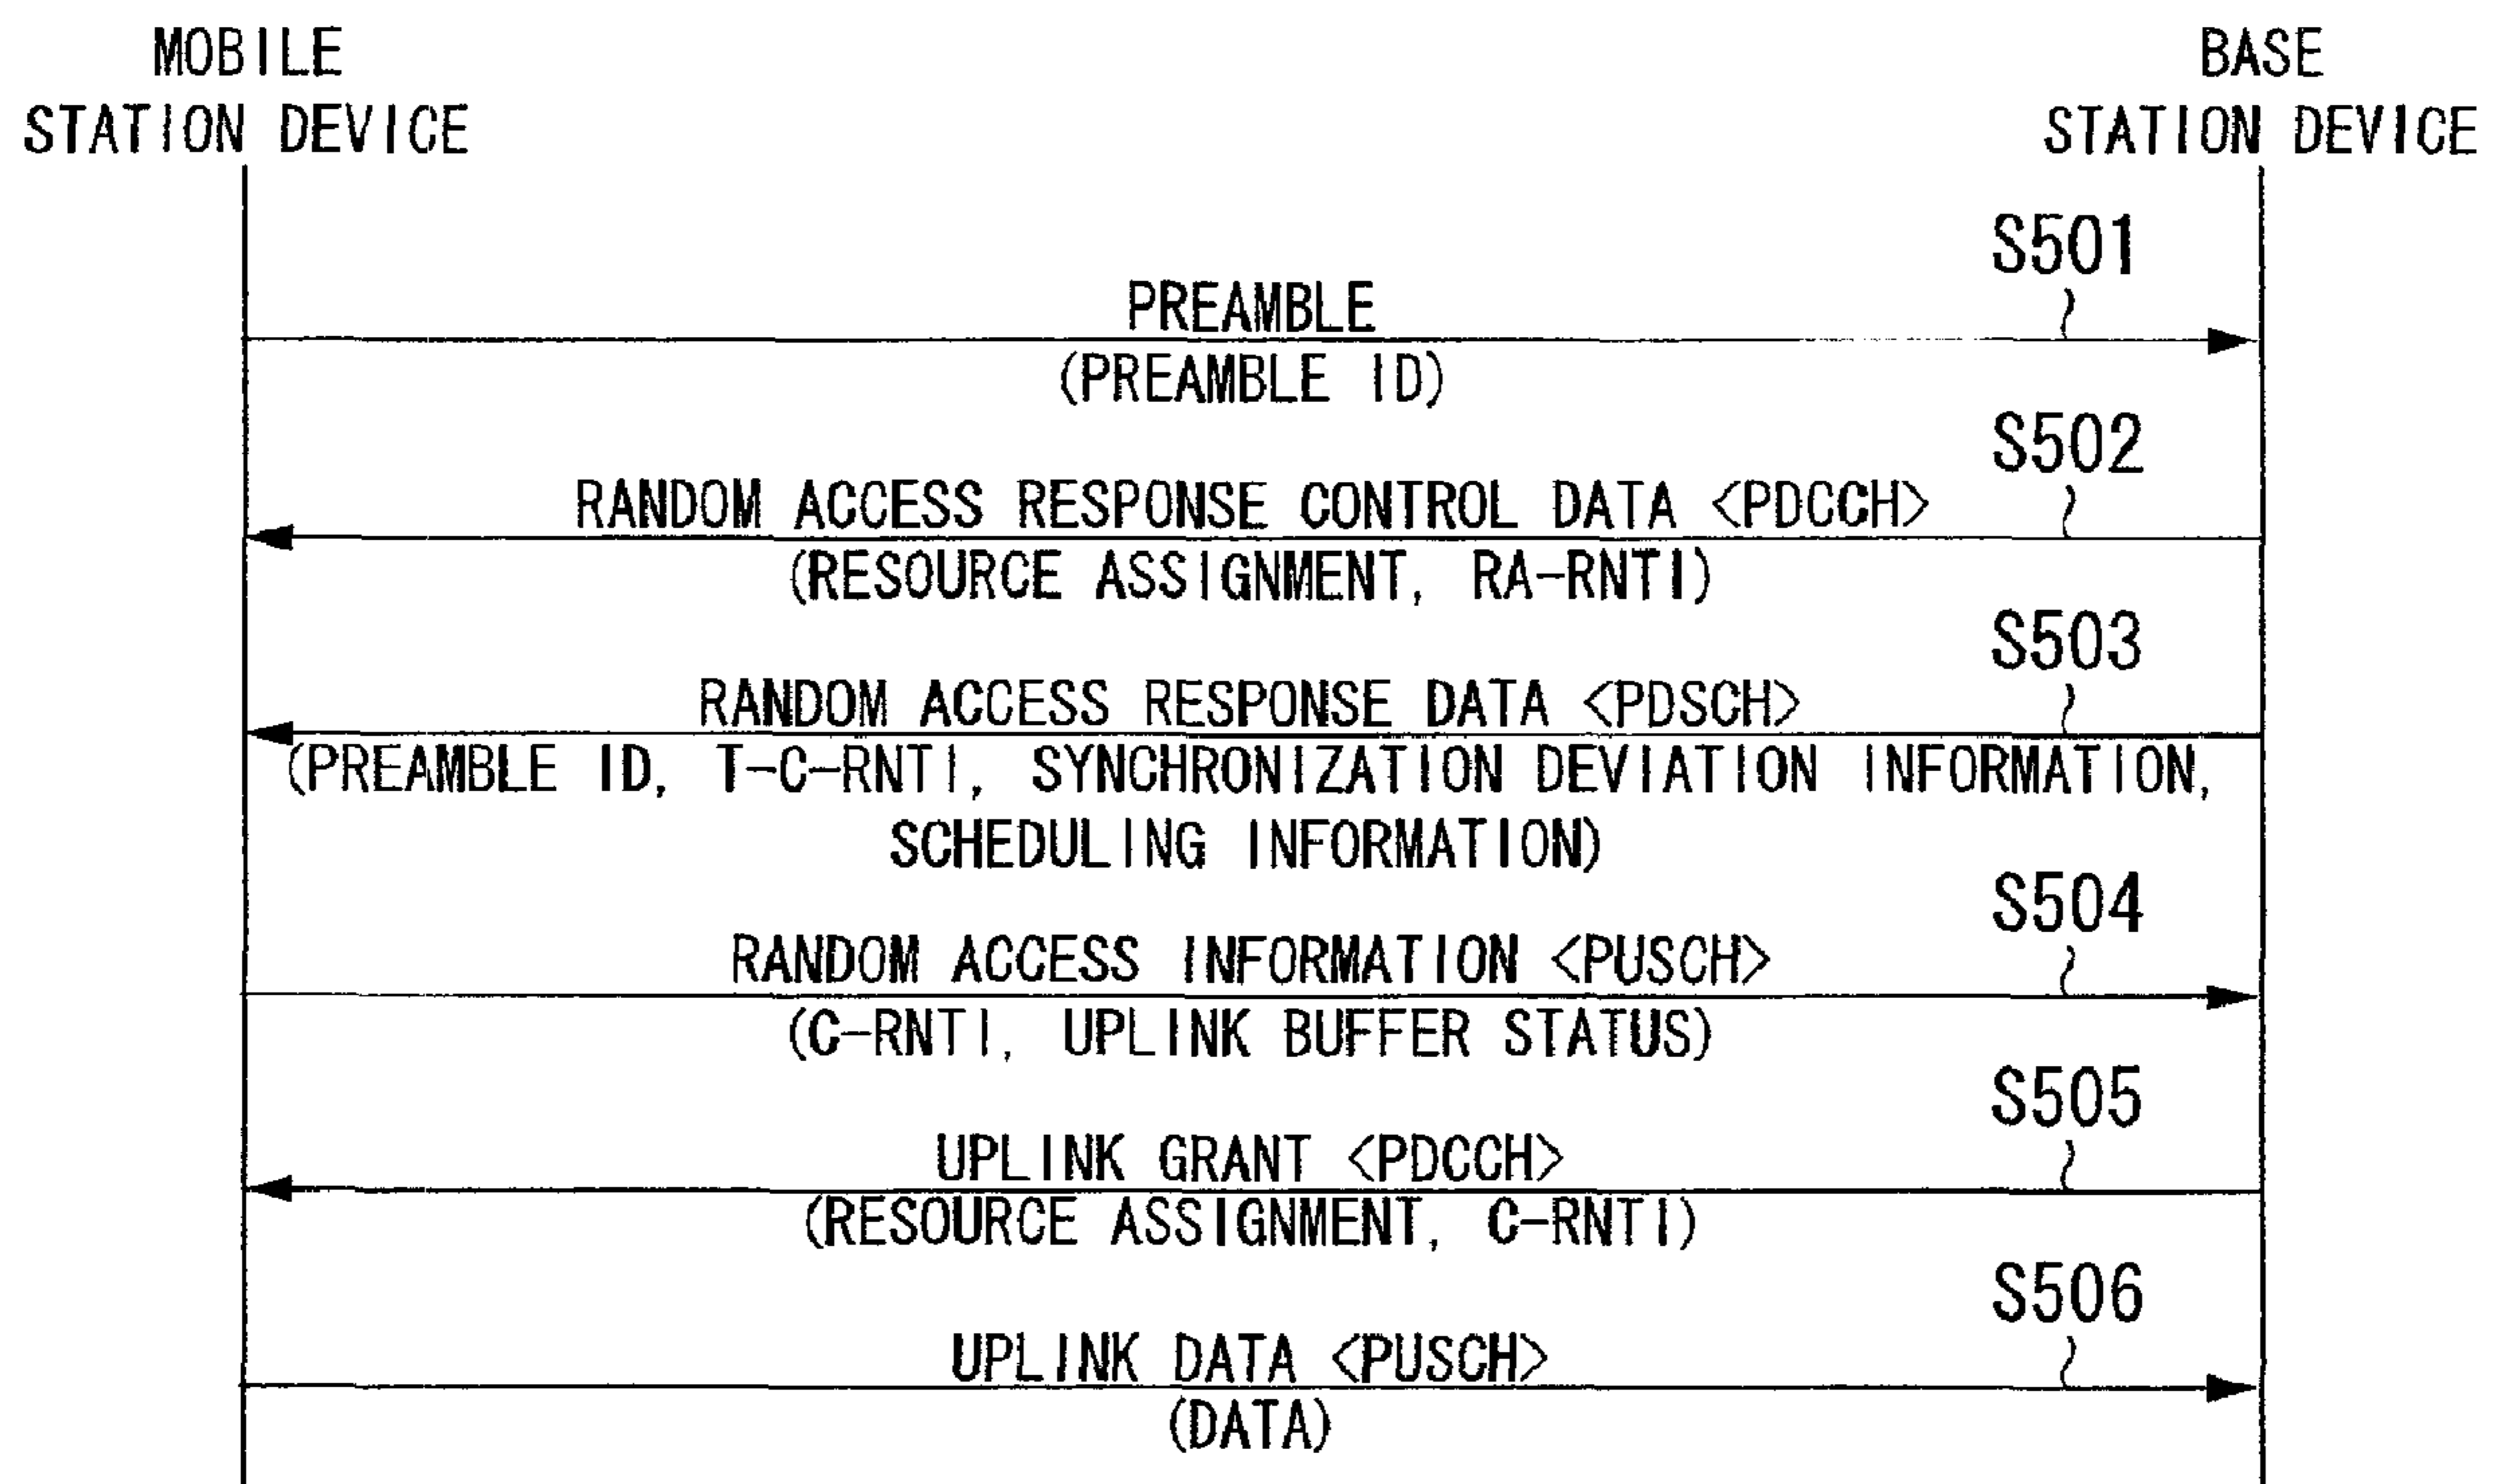 MOBILE
STATION DEVICE
BASE
STATION DEVICE
S501
PREAMBLE
(PREAMBLE ID)
S502
RANDOM ACCESS RESPONSE CONTROL DATA <PDCCH>
(RESOURCE ASSIGNMENT, RA-RNTI)
S503
RANDOM ACCESS RESPONSE DATA <PDSCH>
(PREAMBLE ID, T-C-RNTI, SYNCHRONIZATION DEVIATION INFORMATION,
SCHEDULING INFORMATION)
S504
RANDOM ACCESS INFORMATION <PUSCH>
(C-RNTI, UPLINK BUFFER STATUS)
S505
UPLINK GRANT <PDCCH>
(RESOURCE ASSIGNMENT, C-RNTI)
S506
UPLINK DATA <PUSCH>
(DATA)